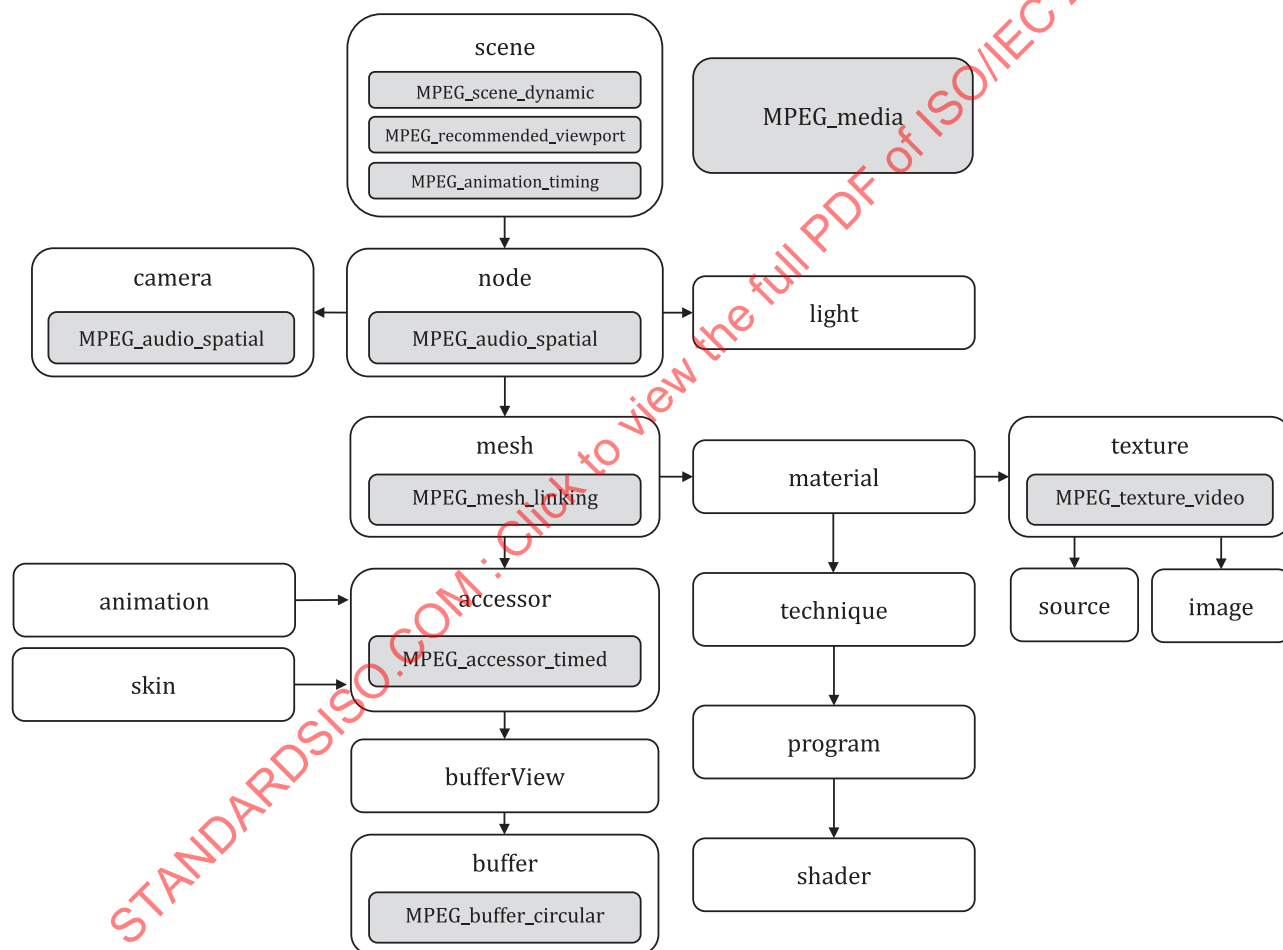 scene
MPEG_scene_dynamic
MPEG_recommended_viewport
MPEG_animation_timing
MPEG_media
camera
MPEG_audio_spatial
node
MPEG_audio_spatial
light
mesh
MPEG_mesh_linking
material
texture
MPEG_texture_video
animation
skin
accessor
MPEG_accessor_timed
technique
source
image
bufferView
program
buffer
MPEG_buffer_circular
shader
STANDARDSISO.COM : Click to view the full PDF of ISO/IEC